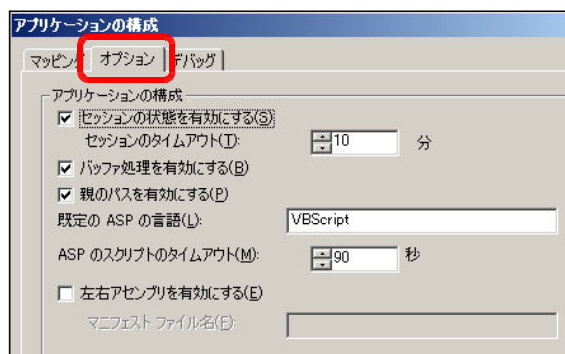 アプリケーションの構成
マッピング オプション デバッグ
アプリケーションの構成
セッションの状態を有効にする(S)
セッションのタイムアウト(T): 10 分
バッファ処理を有効にする(B)
親のパスを有効にする(P)
既定の ASP の言語(L): VBScript
ASP のスクリプトのタイムアウト(M): 90 秒
左右アセンブリを有効にする(E)
マニフェスト ファイル名(F):